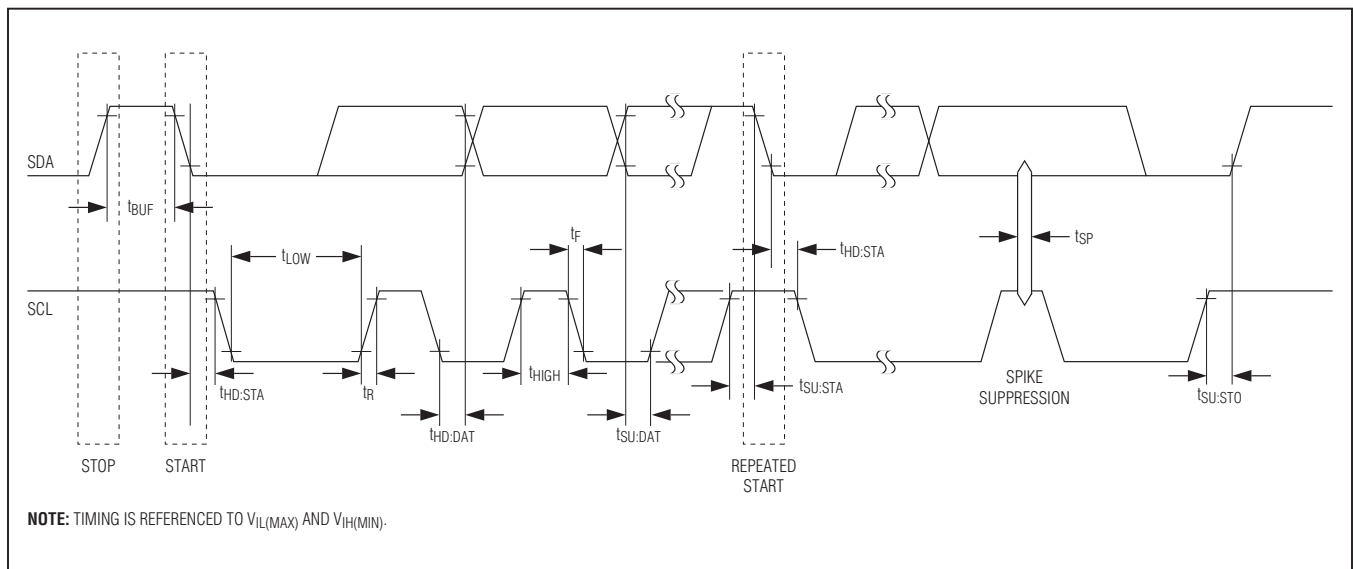 SDA
tBUF
tF
tLOW
tHD:STA
tSP
SCL
tHD:STA
tR
tHIGH
tHD:DAT
tSU:DAT
tSU:STA
SPIKE
SUPPRESSION
tSU:STO
STOP
START
REPEATED
START
NOTE: TIMING IS REFERENCED TO VIL(MAX) AND VIH(MIN).